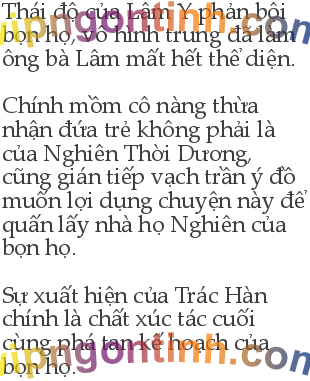 Thái độ của Lâm Y phản bội
bọn họ, vô hình trung đã làm
ông bà Lâm mất hết thể diện.
Chính mồm cô nàng thừa
nhận đứa trẻ không phải là
của Nghiên Thời Dương,
cũng gián tiếp vạch trần ý đồ
muốn lợi dụng chuyện này để
quấn lấy nhà họ Nghiên của
bọn họ.
Sự xuất hiện của Trác Hàn
chính là chất xúc tác cuối
cùng phá tan kế hoạch của
bọn họ.
vipngontinh.com
vipngontinh.com